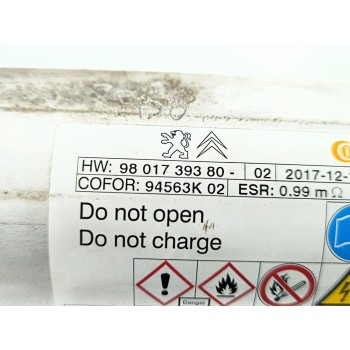 HW: 98 017 393 80 - 02 2017-12-
COFOR: 94563K 02 ESR: 0.99 mΩ
Do not open
Do not charge
Danger